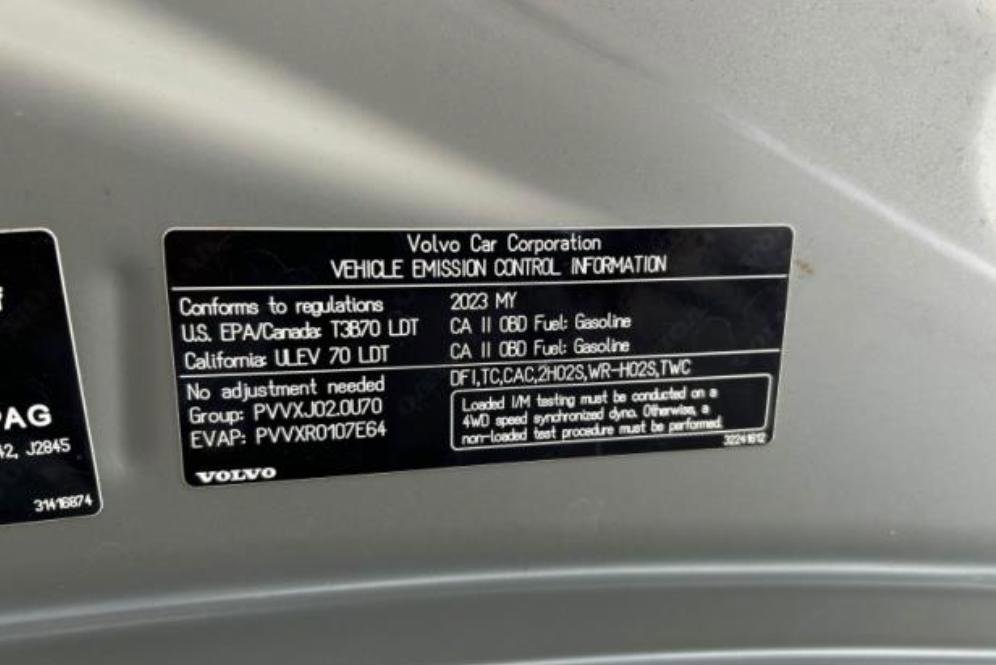 Volvo Car Corporation
VEHICLE EMISSION CONTROL INFORMATION
Conforms to regulations 2023 MY
U.S. EPA/Canada: T3B70 LDT CA II OBD Fuel: Gasoline
California: ULEV 70 LDT CA II OBD Fuel: Gasoline
No adjustment needed
Group: PVVXJ02.0U70
EVAP: PVVXR0107E64
DFI,TC,CAC,2HO2S,WR-HO2S,TWC
Loaded I/M testing must be conducted on a
4WD speed synchronized dyno. Otherwise, a
non-loaded test procedure must be performed.
32241612
VOLVO
PAG
42, J2845
31416874